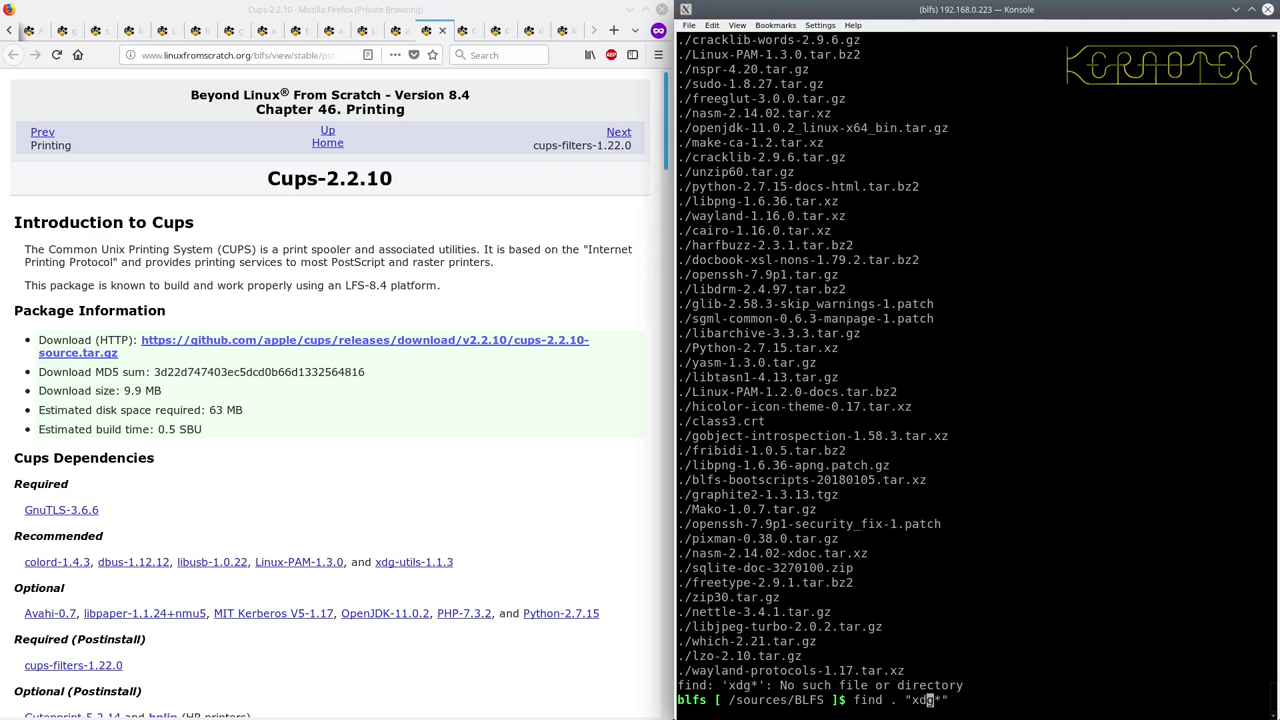 Cups-2.2.10 - Mozilla Firefox (Private Browsing)
www.linuxfromscratch.org/blfs/view/stable/pst
Search
Beyond Linux® From Scratch - Version 8.4
Chapter 46. Printing
Prev
Up
Next
Printing
Home
cups-filters-1.22.0
Cups-2.2.10
Introduction to Cups
The Common Unix Printing System (CUPS) is a print spooler and associated utilities. It is based on the "Internet
Printing Protocol" and provides printing services to most PostScript and raster printers.
This package is known to build and work properly using an LFS-8.4 platform.
Package Information
Download (HTTP): https://github.com/apple/cups/releases/download/v2.2.10/cups-2.2.10-
source.tar.gz
Download MD5 sum: 3d22d747403ec5dcd0b66d1332564816
Download size: 9.9 MB
Estimated disk space required: 63 MB
Estimated build time: 0.5 SBU
Cups Dependencies
Required
GnuTLS-3.6.6
Recommended
colord-1.4.3, dbus-1.12.12, libusb-1.0.22, Linux-PAM-1.3.0, and xdg-utils-1.1.3
Optional
Avahi-0.7, libpaper-1.1.24+nmu5, MIT Kerberos V5-1.17, OpenJDK-11.0.2, PHP-7.3.2, and Python-2.7.15
Required (Postinstall)
cups-filters-1.22.0
Optional (Postinstall)
Gutenprint-5.2.14 and hplip (HP printers)
(blfs) 192.168.0.223 — Konsole
File Edit View Bookmarks Settings Help
KERAOTEX
./cracklib-words-2.9.6.gz
./Linux-PAM-1.3.0.tar.bz2
./nspr-4.20.tar.gz
./sudo-1.8.27.tar.gz
./freeglut-3.0.0.tar.gz
./nasm-2.14.02.tar.xz
./openjdk-11.0.2_linux-x64_bin.tar.gz
./make-ca-1.2.tar.xz
./cracklib-2.9.6.tar.gz
./unzip60.tar.gz
./python-2.7.15-docs-html.tar.bz2
./libpng-1.6.36.tar.xz
./wayland-1.16.0.tar.xz
./cairo-1.16.0.tar.xz
./harfbuzz-2.3.1.tar.bz2
./docbook-xsl-nons-1.79.2.tar.bz2
./openssh-7.9p1.tar.gz
./libdrm-2.4.97.tar.bz2
./glib-2.58.3-skip_warnings-1.patch
./sgml-common-0.6.3-manpage-1.patch
./libarchive-3.3.3.tar.gz
./Python-2.7.15.tar.xz
./yasm-1.3.0.tar.gz
./libtasn1-4.13.tar.gz
./Linux-PAM-1.2.0-docs.tar.bz2
./hicolor-icon-theme-0.17.tar.xz
./class3.crt
./gobject-introspection-1.58.3.tar.xz
./fribidi-1.0.5.tar.bz2
./libpng-1.6.36-apng.patch.gz
./blfs-bootscripts-20180105.tar.xz
./graphite2-1.3.13.tgz
./Mako-1.0.7.tar.gz
./openssh-7.9p1-security_fix-1.patch
./pixman-0.38.0.tar.gz
./nasm-2.14.02-xdoc.tar.xz
./sqlite-doc-3270100.zip
./freetype-2.9.1.tar.bz2
./zip30.tar.gz
./nettle-3.4.1.tar.gz
./libjpeg-turbo-2.0.2.tar.gz
./which-2.21.tar.gz
./lzo-2.10.tar.gz
./wayland-protocols-1.17.tar.xz
find: 'xdg*': No such file or directory
blfs [ /sources/BLFS ]$ find . "xdg*"